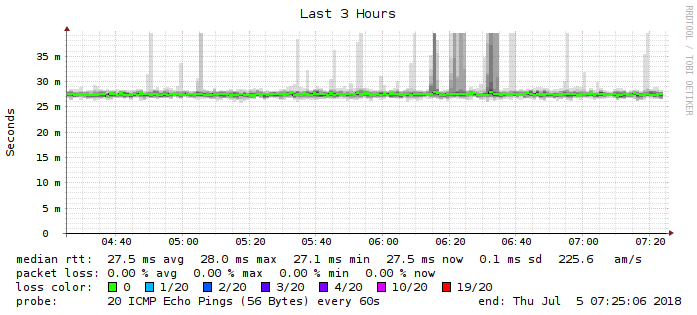 Last 3 Hours
RRDTOOL / TOBI OETIKER
Seconds
35 m
30 m
25 m
20 m
15 m
10 m
5 m
0
04:40 05:00 05:20 05:40 06:00 06:20 06:40 07:00 07:20
median rtt: 27.5 ms avg 28.0 ms max 27.1 ms min 27.5 ms now 0.1 ms sd 225.6 am/s
packet loss: 0.00 % avg 0.00 % max 0.00 % min 0.00 % now
loss color: 0 1/20 2/20 3/20 4/20 10/20 19/20
probe: 20 ICMP Echo Pings (56 Bytes) every 60s end: Thu Jul 5 07:25:06 2018